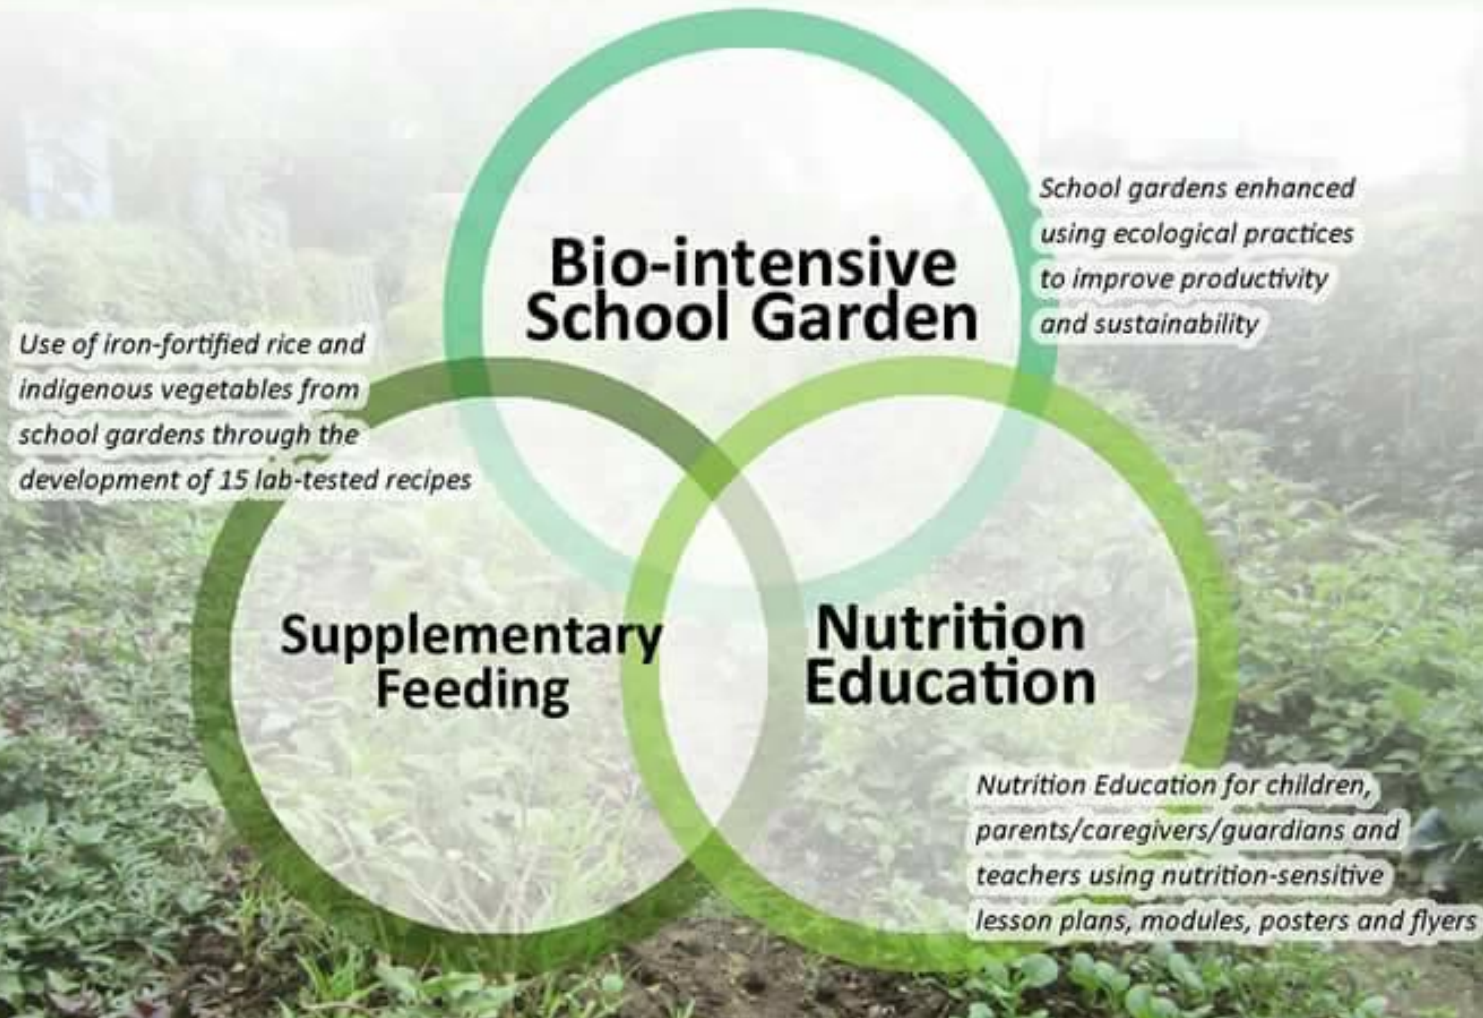 Bio-intensive
School Garden
School gardens enhanced
using ecological practices
to improve productivity
and sustainability
Use of iron-fortified rice and
indigenous vegetables from
school gardens through the
development of 15 lab-tested recipes
Supplementary
Feeding
Nutrition
Education
Nutrition Education for children,
parents/caregivers/guardians and
teachers using nutrition-sensitive
lesson plans, modules, posters and flyers